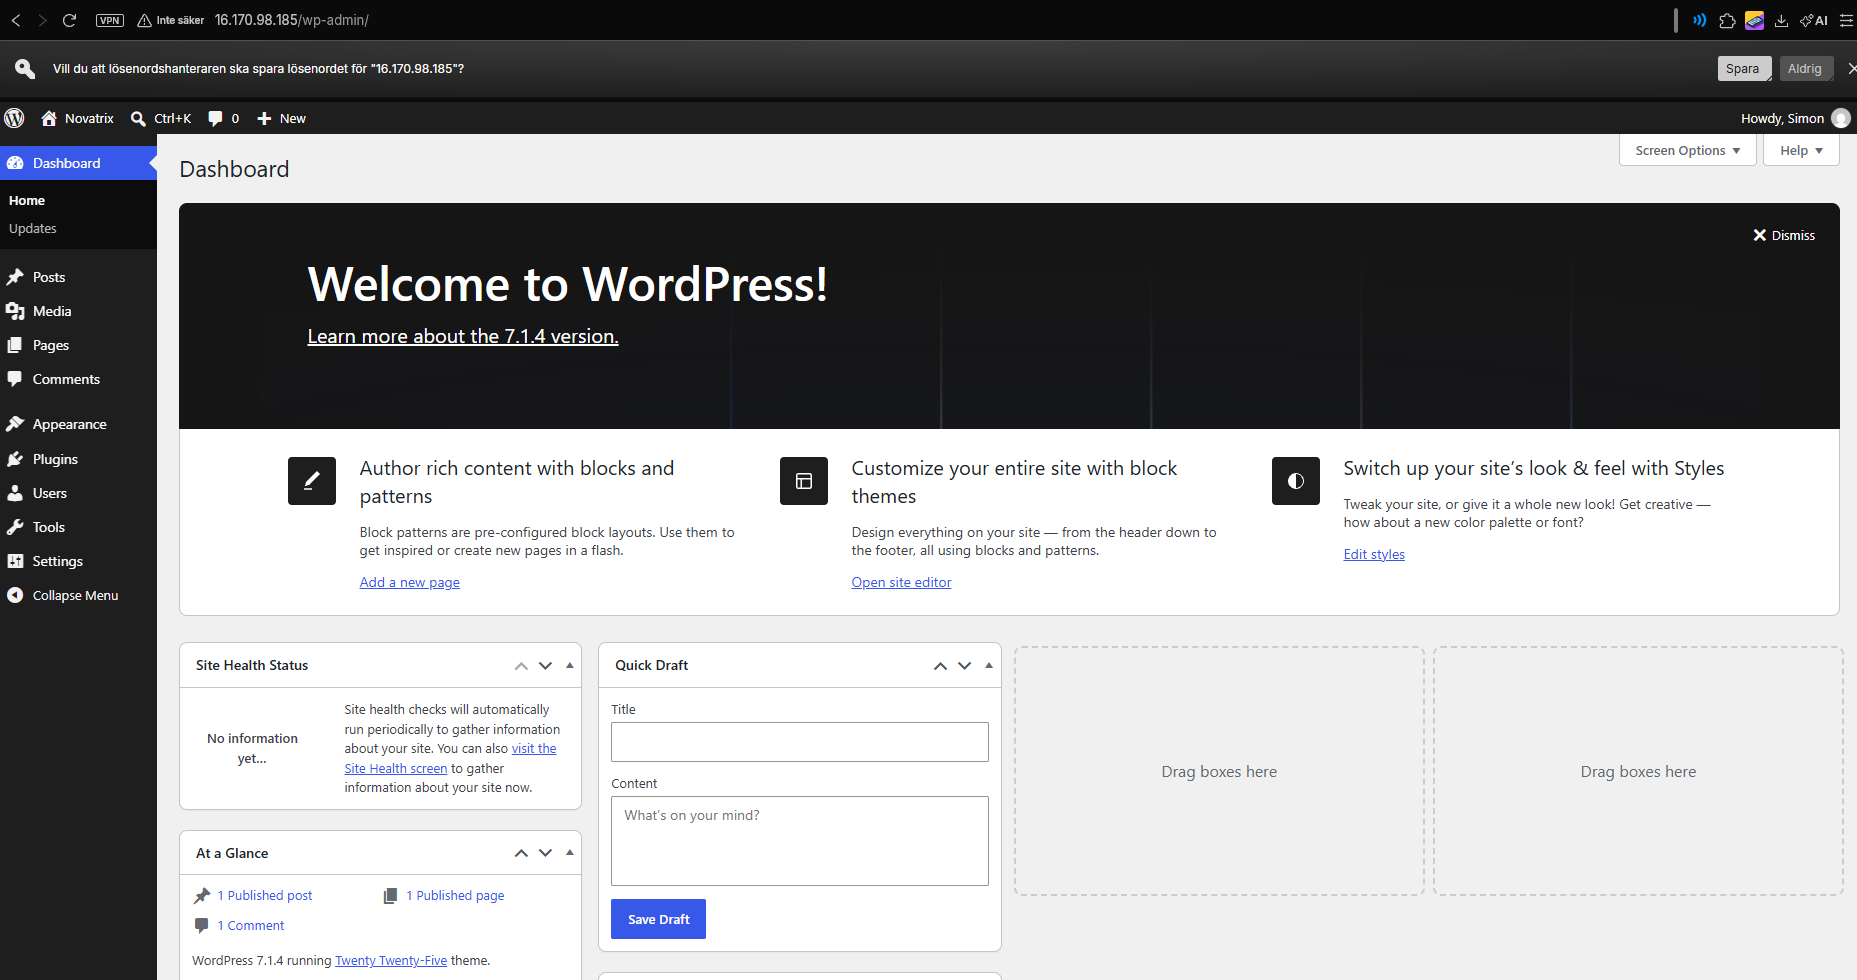 VPN
Inte säker
16.170.98.185/wp-admin/
AI
Vill du att lösenordshanteraren ska spara lösenordet för "16.170.98.185"?
Spara
Aldrig
Novatrix
Ctrl+K
0
New
Howdy, Simon
Dashboard
Home
Updates
Posts
Media
Pages
Comments
Appearance
Plugins
Users
Tools
Settings
Collapse Menu
Dashboard
Screen Options
Help
Dismiss
Welcome to WordPress!
Learn more about the 7.1.4 version.
Author rich content with blocks and
patterns
Block patterns are pre-configured block layouts. Use them to
get inspired or create new pages in a flash.
Add a new page
Customize your entire site with block
themes
Design everything on your site — from the header down to
the footer, all using blocks and patterns.
Open site editor
Switch up your site’s look & feel with Styles
Tweak your site, or give it a whole new look! Get creative —
how about a new color palette or font?
Edit styles
Site Health Status
No information
yet...
Site health checks will automatically
run periodically to gather information
about your site. You can also visit the
Site Health screen to gather
information about your site now.
At a Glance
1 Published post
1 Published page
1 Comment
WordPress 7.1.4 running Twenty Twenty-Five theme.
Quick Draft
Title
Content
What’s on your mind?
Save Draft
Drag boxes here
Drag boxes here